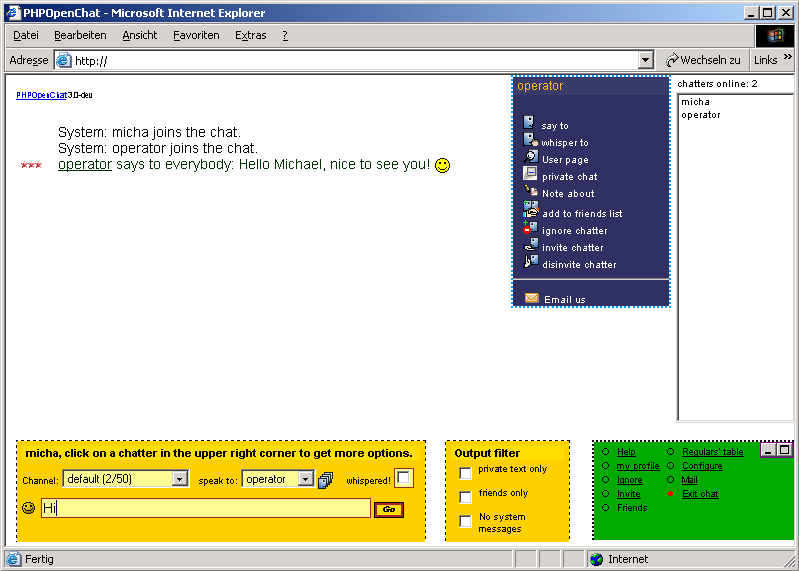 PHPOpenChat - Microsoft Internet Explorer
Datei Bearbeiten Ansicht Favoriten Extras ?
Adresse http:// Wechseln zu Links »
PHPOpenChat 3.0-dev
System: micha joins the chat.
System: operator joins the chat.
*** operator says to everybody: Hello Michael, nice to see you!
operator
say to
whisper to
User page
private chat
Note about
add to friends list
ignore chatter
invite chatter
disinvite chatter
Email us
chatters online: 2
micha
operator
micha, click on a chatter in the upper right corner to get more options.
Channel: default (2/50) speak to: operator whispered!
Hi Go
Output filter
private text only
friends only
No system
messages
Help Regulars' table
my profile Configure
Ignore Mail
Invite Exit chat
Friends
Fertig Internet